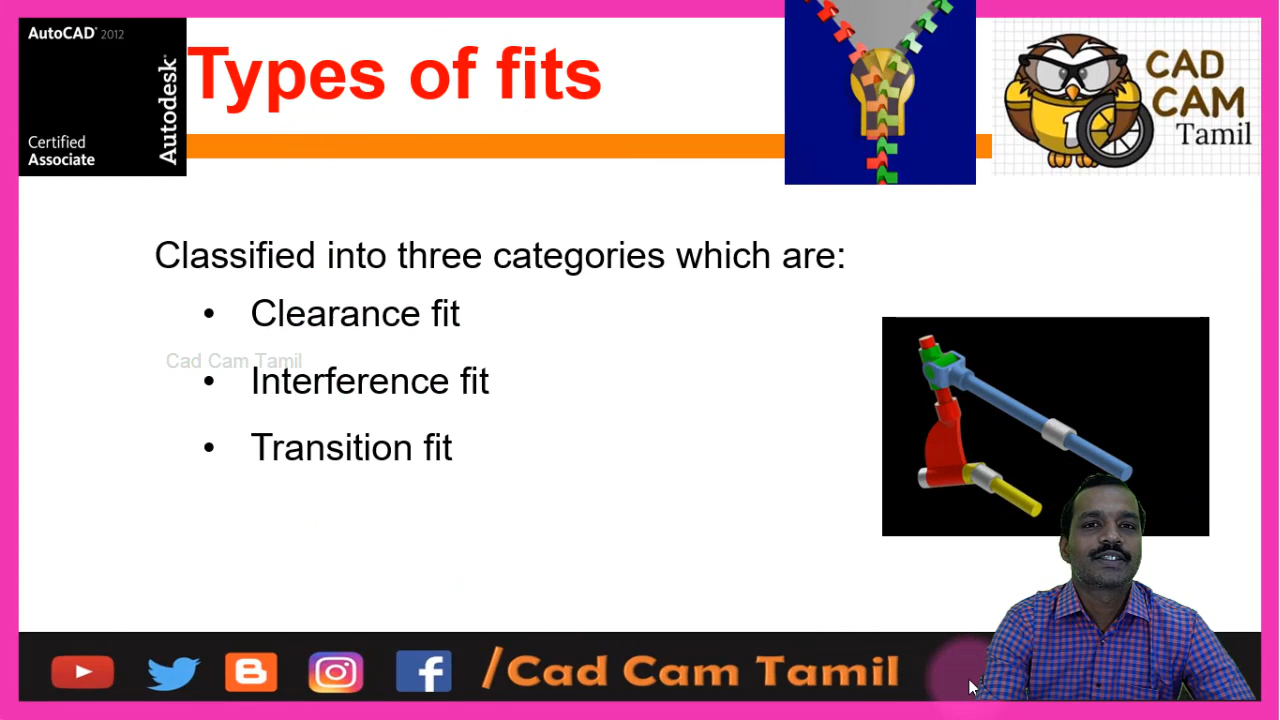 AutoCAD® 2012
Autodesk®
Certified
Associate
Types of fits
CAD
CAM
Tamil
1
Classified into three categories which are:
• Clearance fit
Cad Cam Tamil
• Interference fit
• Transition fit
/Cad Cam Tamil